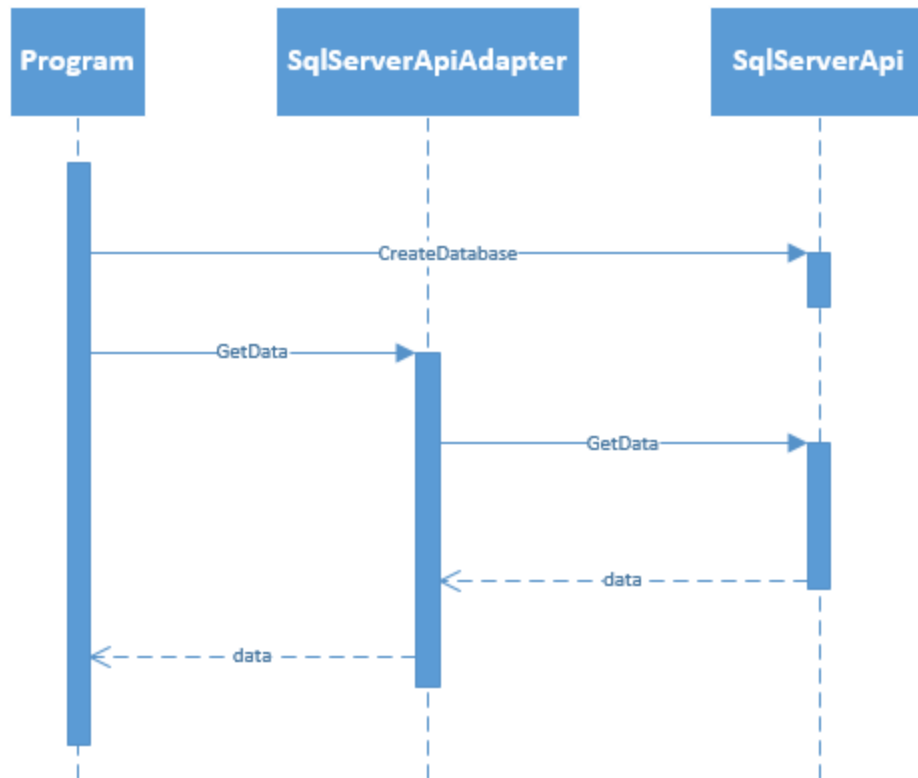 Program
SqlServerApiAdapter
SqlServerApi
CreateDatabase
GetData
GetData
data
data